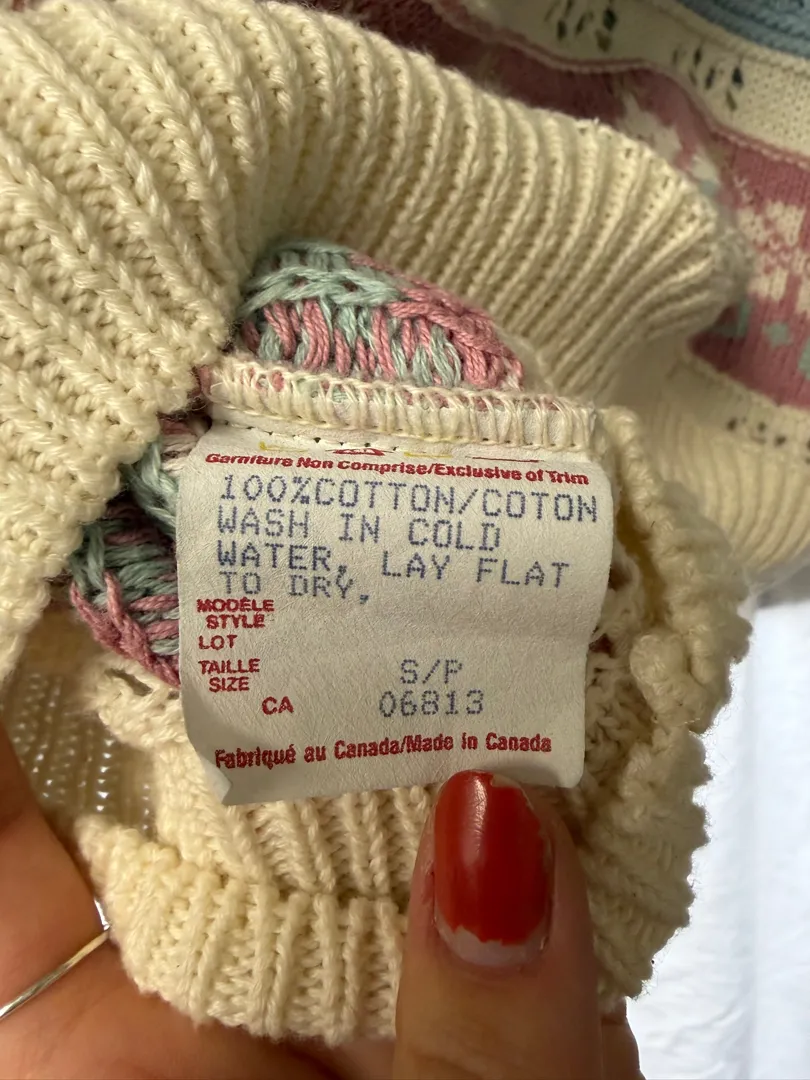 Garniture Non Comprise/Exclusive of Trim
100%COTTON/COTON
WASH IN COLD
WATER, LAY FLAT
TO DRY,
MODÈLE
STYLE
LOT
TAILLE
SIZE
S/P
CA 06813
Fabriqué au Canada/Made in Canada